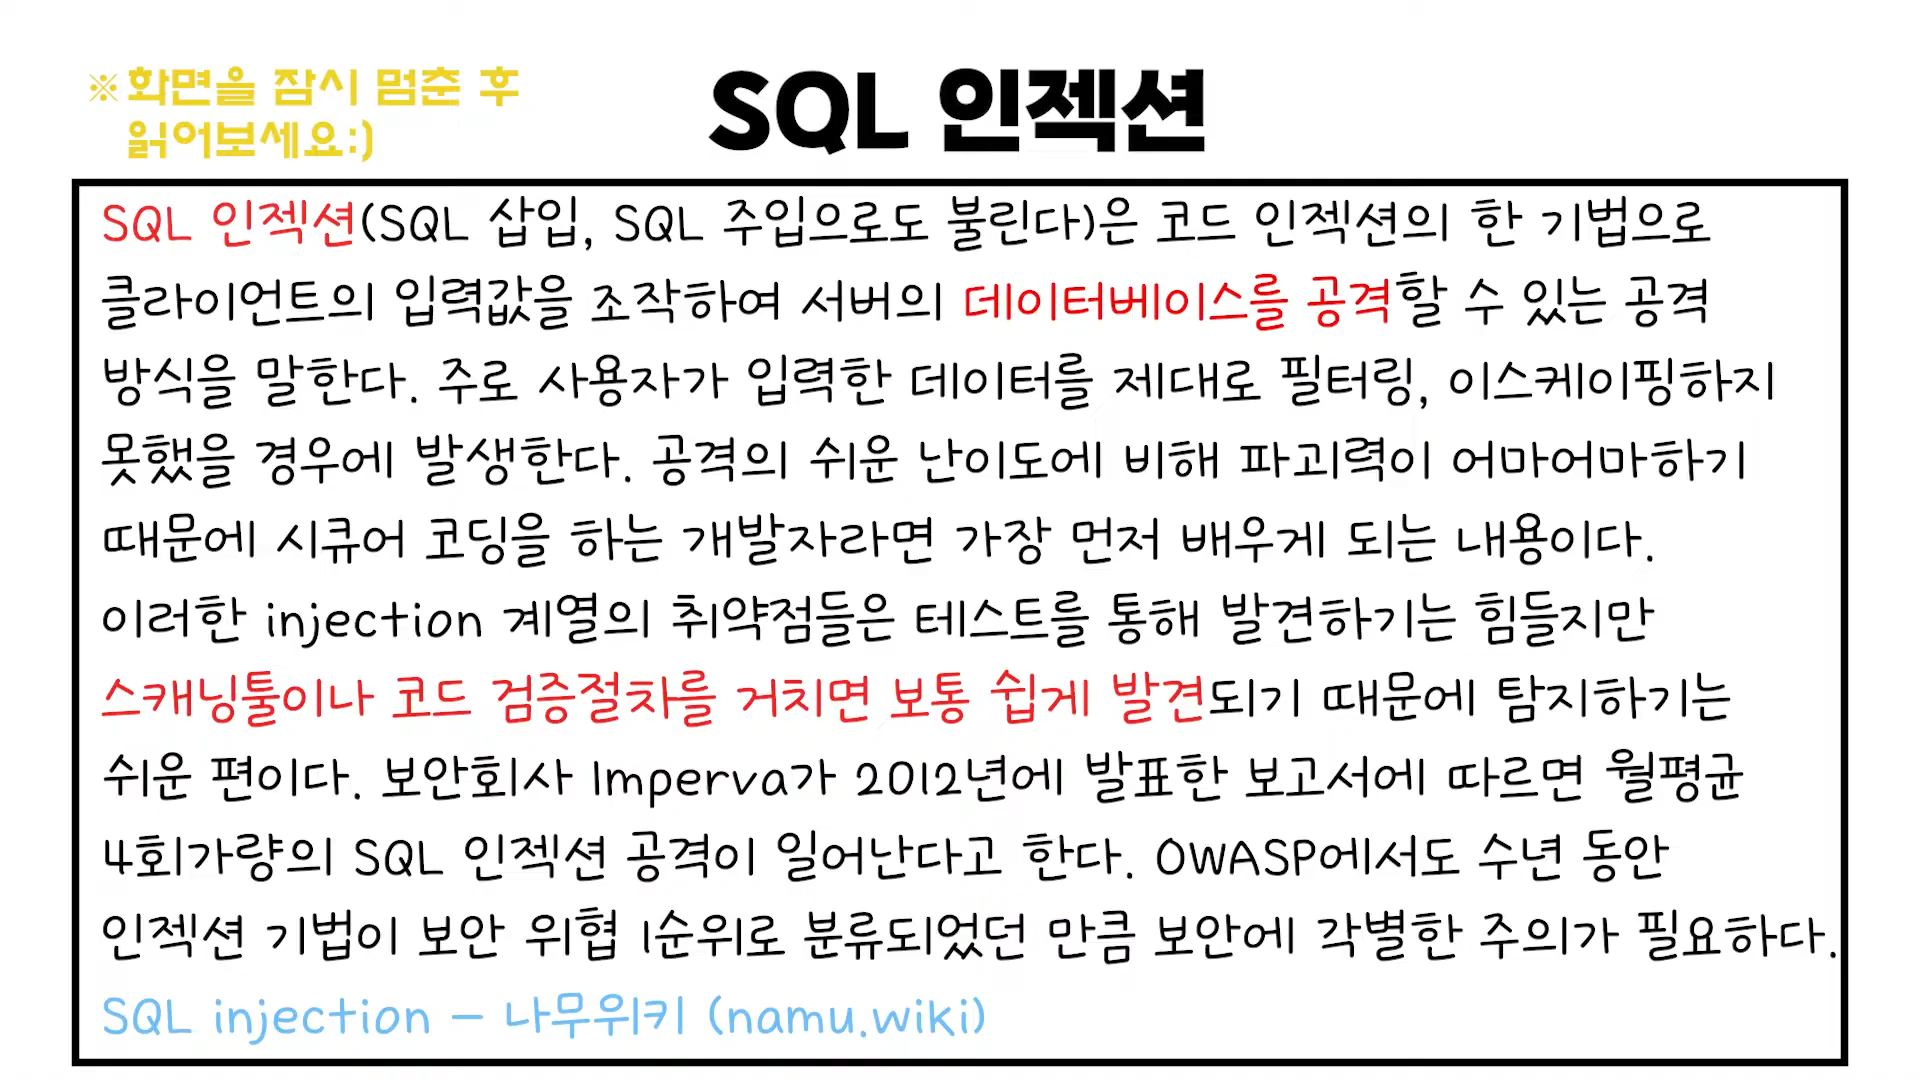 ※화면을 잠시 멈춘 후
읽어보세요:)
SQL 인젝션
SQL 인젝션(SQL 삽입, SQL 주입으로도 불린다)은 코드 인젝션의 한 기법으로
클라이언트의 입력값을 조작하여 서버의 데이터베이스를 공격할 수 있는 공격
방식을 말한다. 주로 사용자가 입력한 데이터를 제대로 필터링, 이스케이핑하지
못했을 경우에 발생한다. 공격의 쉬운 난이도에 비해 파괴력이 어마어마하기
때문에 시큐어 코딩을 하는 개발자라면 가장 먼저 배우게 되는 내용이다.
이러한 injection 계열의 취약점들은 테스트를 통해 발견하기는 힘들지만
스캐닝툴이나 코드 검증절차를 거치면 보통 쉽게 발견되기 때문에 탐지하기는
쉬운 편이다. 보안회사 Imperva가 2012년에 발표한 보고서에 따르면 월평균
4회가량의 SQL 인젝션 공격이 일어난다고 한다. OWASP에서도 수년 동안
인젝션 기법이 보안 위협 1순위로 분류되었던 만큼 보안에 각별한 주의가 필요하다.
SQL injection - 나무위키 (namu.wiki)